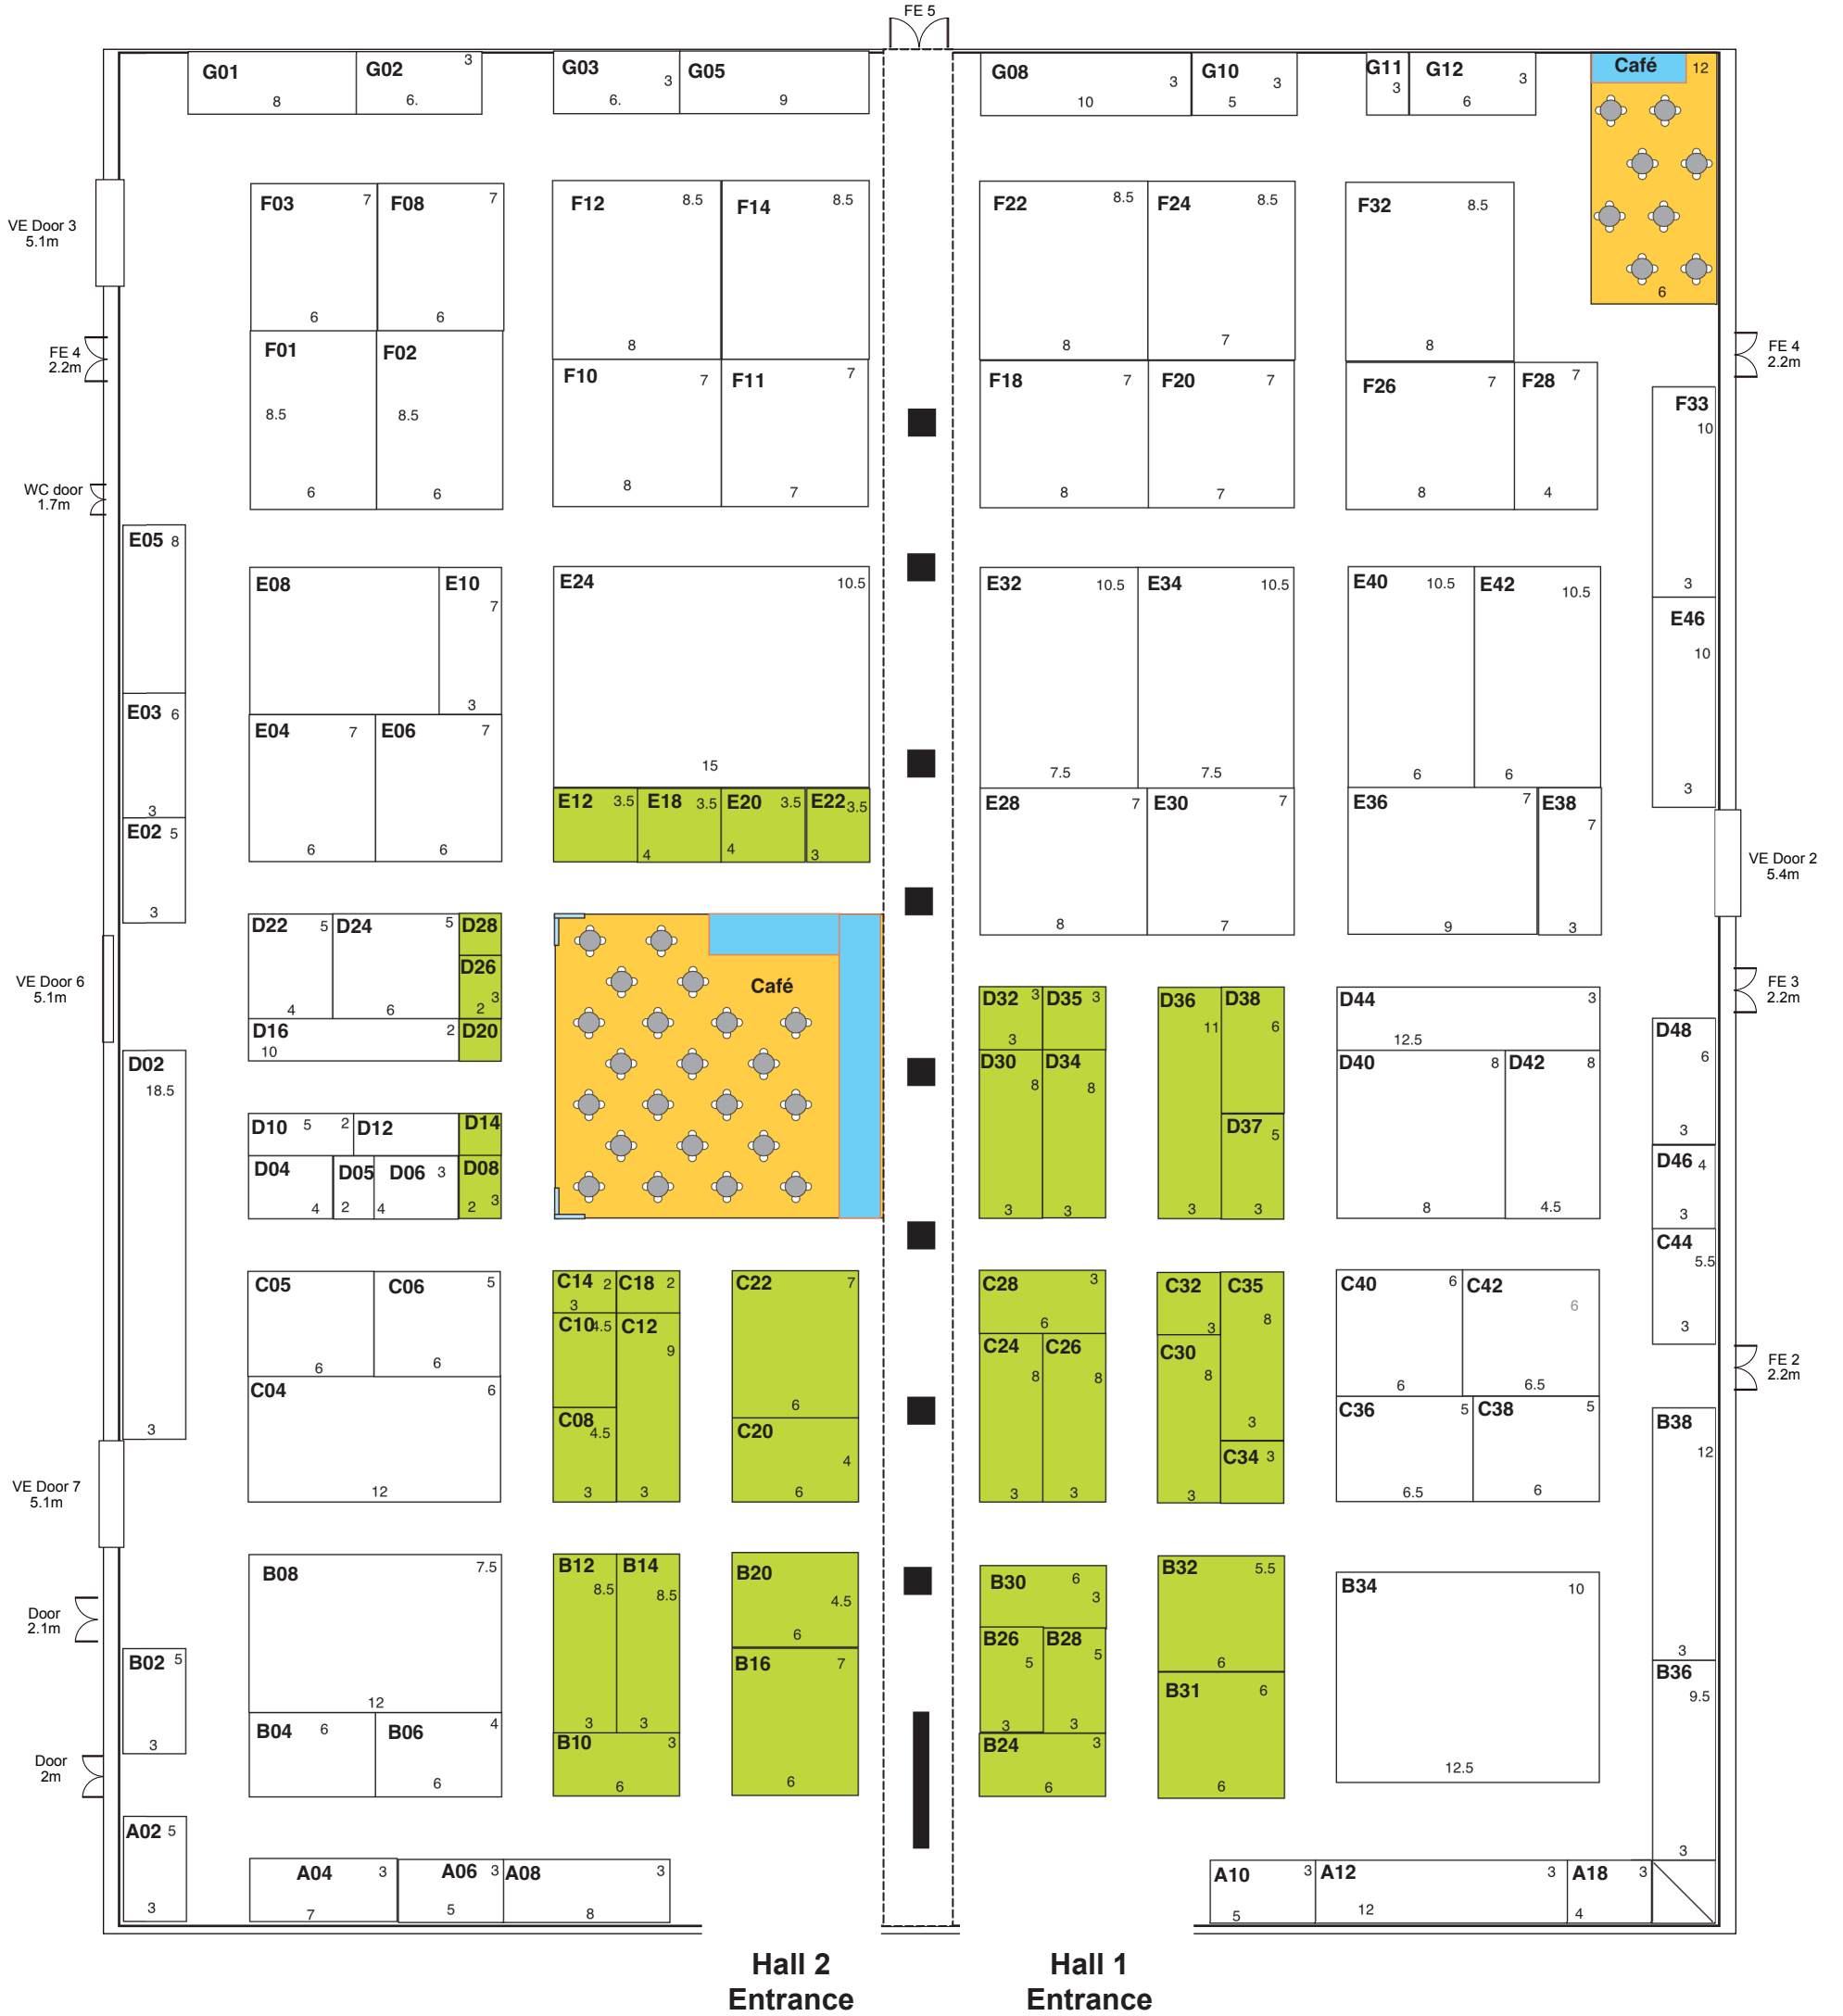 FE 5
G01
8
G02
3
6.
G03
3
6.
G05
9
G08
3
10
G10
3
5
G11
3
G12
3
6
Café
12
6
VE Door 3
5.1m
F03
7
6
F08
7
6
F12
8.5
8
F14
8.5
F22
8.5
8
F24
8.5
7
F32
8.5
8
FE 4
2.2m
F01
8.5
6
F02
8.5
6
F10
7
8
F11
7
7
F18
7
8
F20
7
7
F26
7
8
F28
7
4
FE 4
2.2m
F33
10
3
WC door
1.7m
E05 8
E03 6
3
E02 5
3
E08
E10
7
3
E04
7
6
E06
7
6
E24
10.5
15
E12 3.5
E18 3.5
4
E20 3.5
4
E22 3.5
3
E32
10.5
7.5
E34
10.5
7.5
E28
7
8
E30
7
7
E40
10.5
6
E42
10.5
6
E36
7
9
E38
7
3
E46
10
3
VE Door 2
5.4m
VE Door 6
5.1m
D22 5
4
D24 5
6
D28
D26
3
2
D16
2
10
D20
Café
D32 3
3
D35 3
D30
8
3
D34
8
3
D36
11
3
D38
6
D37
5
3
D44
3
12.5
D40
8
8
D42 8
4.5
FE 3
2.2m
D48
6
3
D46 4
3
D02
18.5
3
D10 5 2
D12
D14
D04
4
D05
2
D06 3
4
D08
3
2
C44
5.5
3
C05
6
C06
5
6
C04
6
12
C14 2
3
C18 2
C10 4.5
C12
9
3
C08
4.5
3
C22
7
6
C20
4
6
C28
3
6
C24
8
3
C26
8
3
C32
3
C35
8
3
C30
8
3
C34 3
C40
6
6
C42
6
6.5
C36
5
6.5
C38
5
6
FE 2
2.2m
B38
12
3
VE Door 7
5.1m
B08
7.5
12
B04
6
B06
4
6
B12
8.5
3
B14
8.5
3
B10
3
6
B20
4.5
6
B16
7
6
B30
6
3
B26
5
3
B28
5
3
B24
3
6
B32
5.5
6
B31
6
6
B34
10
12.5
B36
9.5
3
Door
2.1m
B02 5
3
Door
2m
A02 5
3
A04
3
7
A06 3
5
A08
3
8
A10
3
5
A12
3
12
A18
3
4
Hall 2
Entrance
Hall 1
Entrance